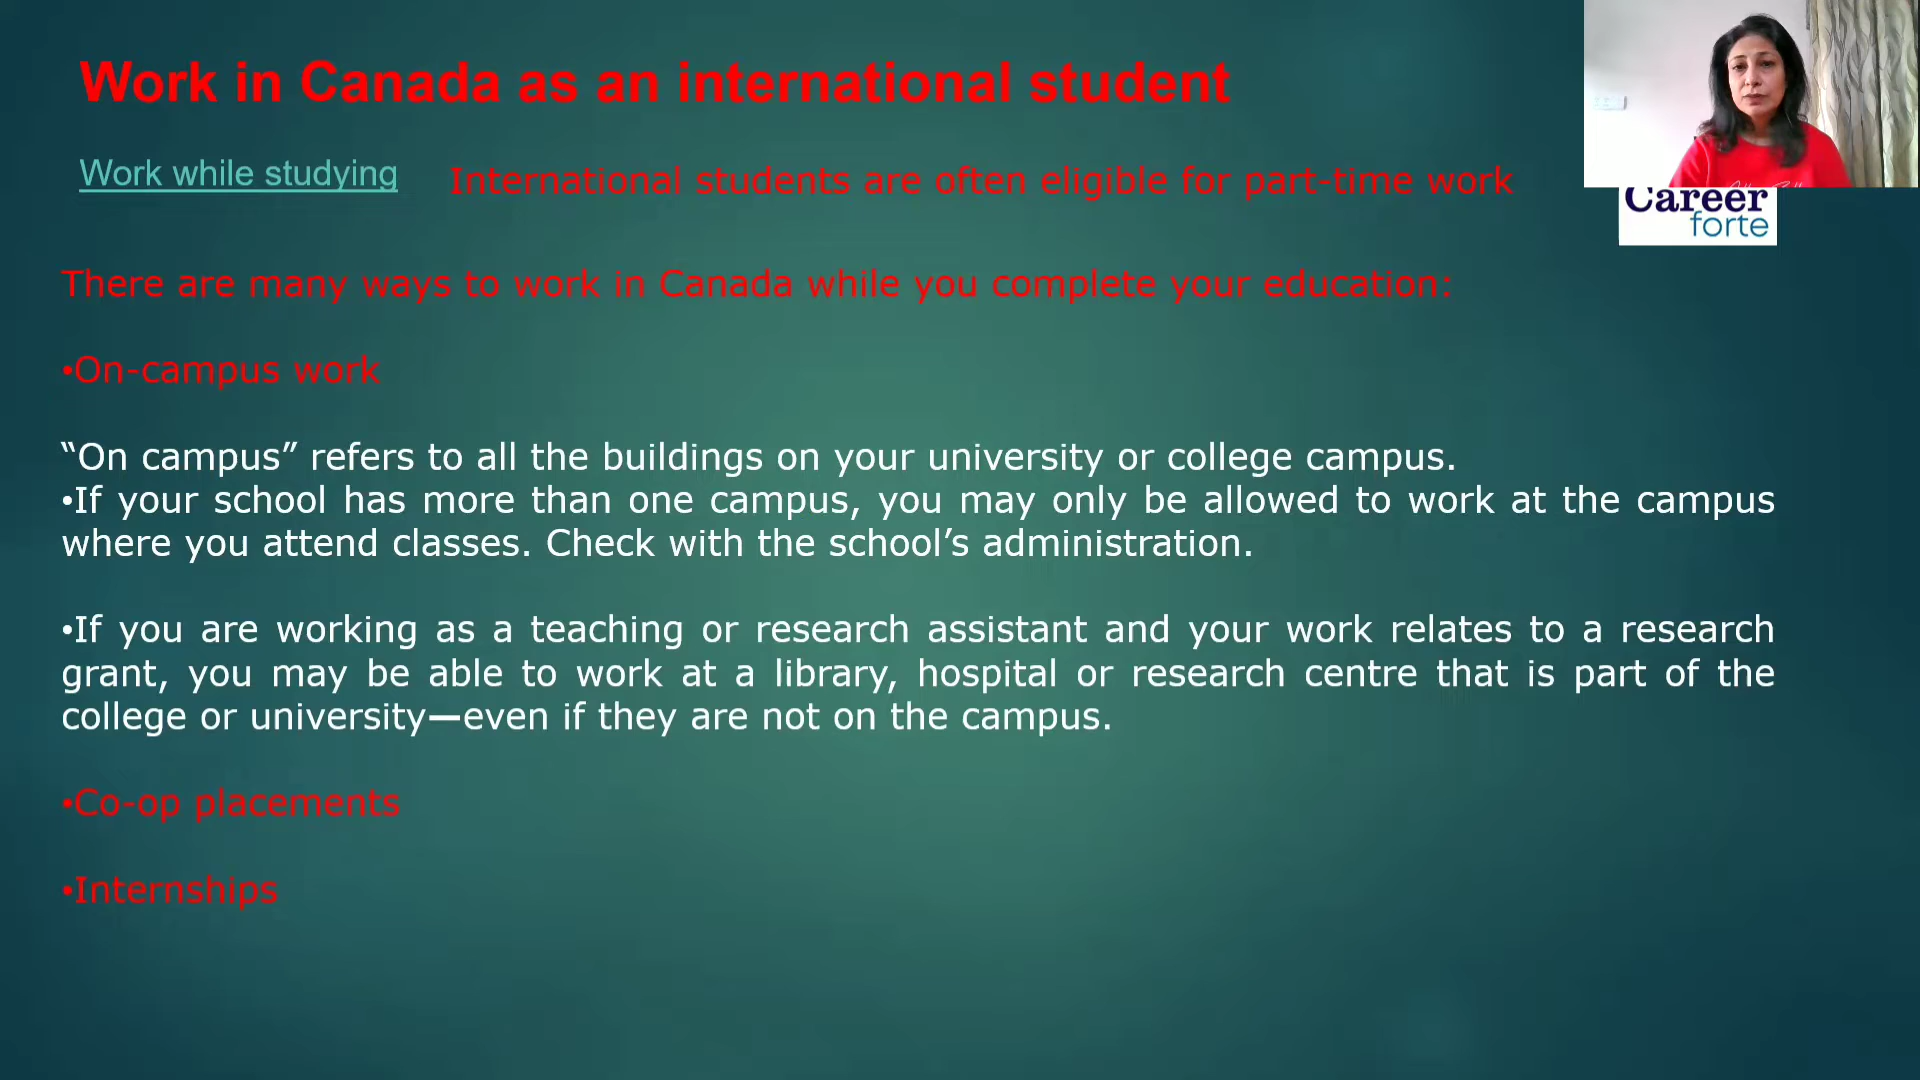 Work in Canada as an international student
Work while studying
International students are often eligible for part-time work
Career
forte
There are many ways to work in Canada while you complete your education:
•On-campus work
“On campus” refers to all the buildings on your university or college campus.
•If your school has more than one campus, you may only be allowed to work at the campus
where you attend classes. Check with the school’s administration.
•If you are working as a teaching or research assistant and your work relates to a research
grant, you may be able to work at a library, hospital or research centre that is part of the
college or university—even if they are not on the campus.
•Co-op placements
•Internships